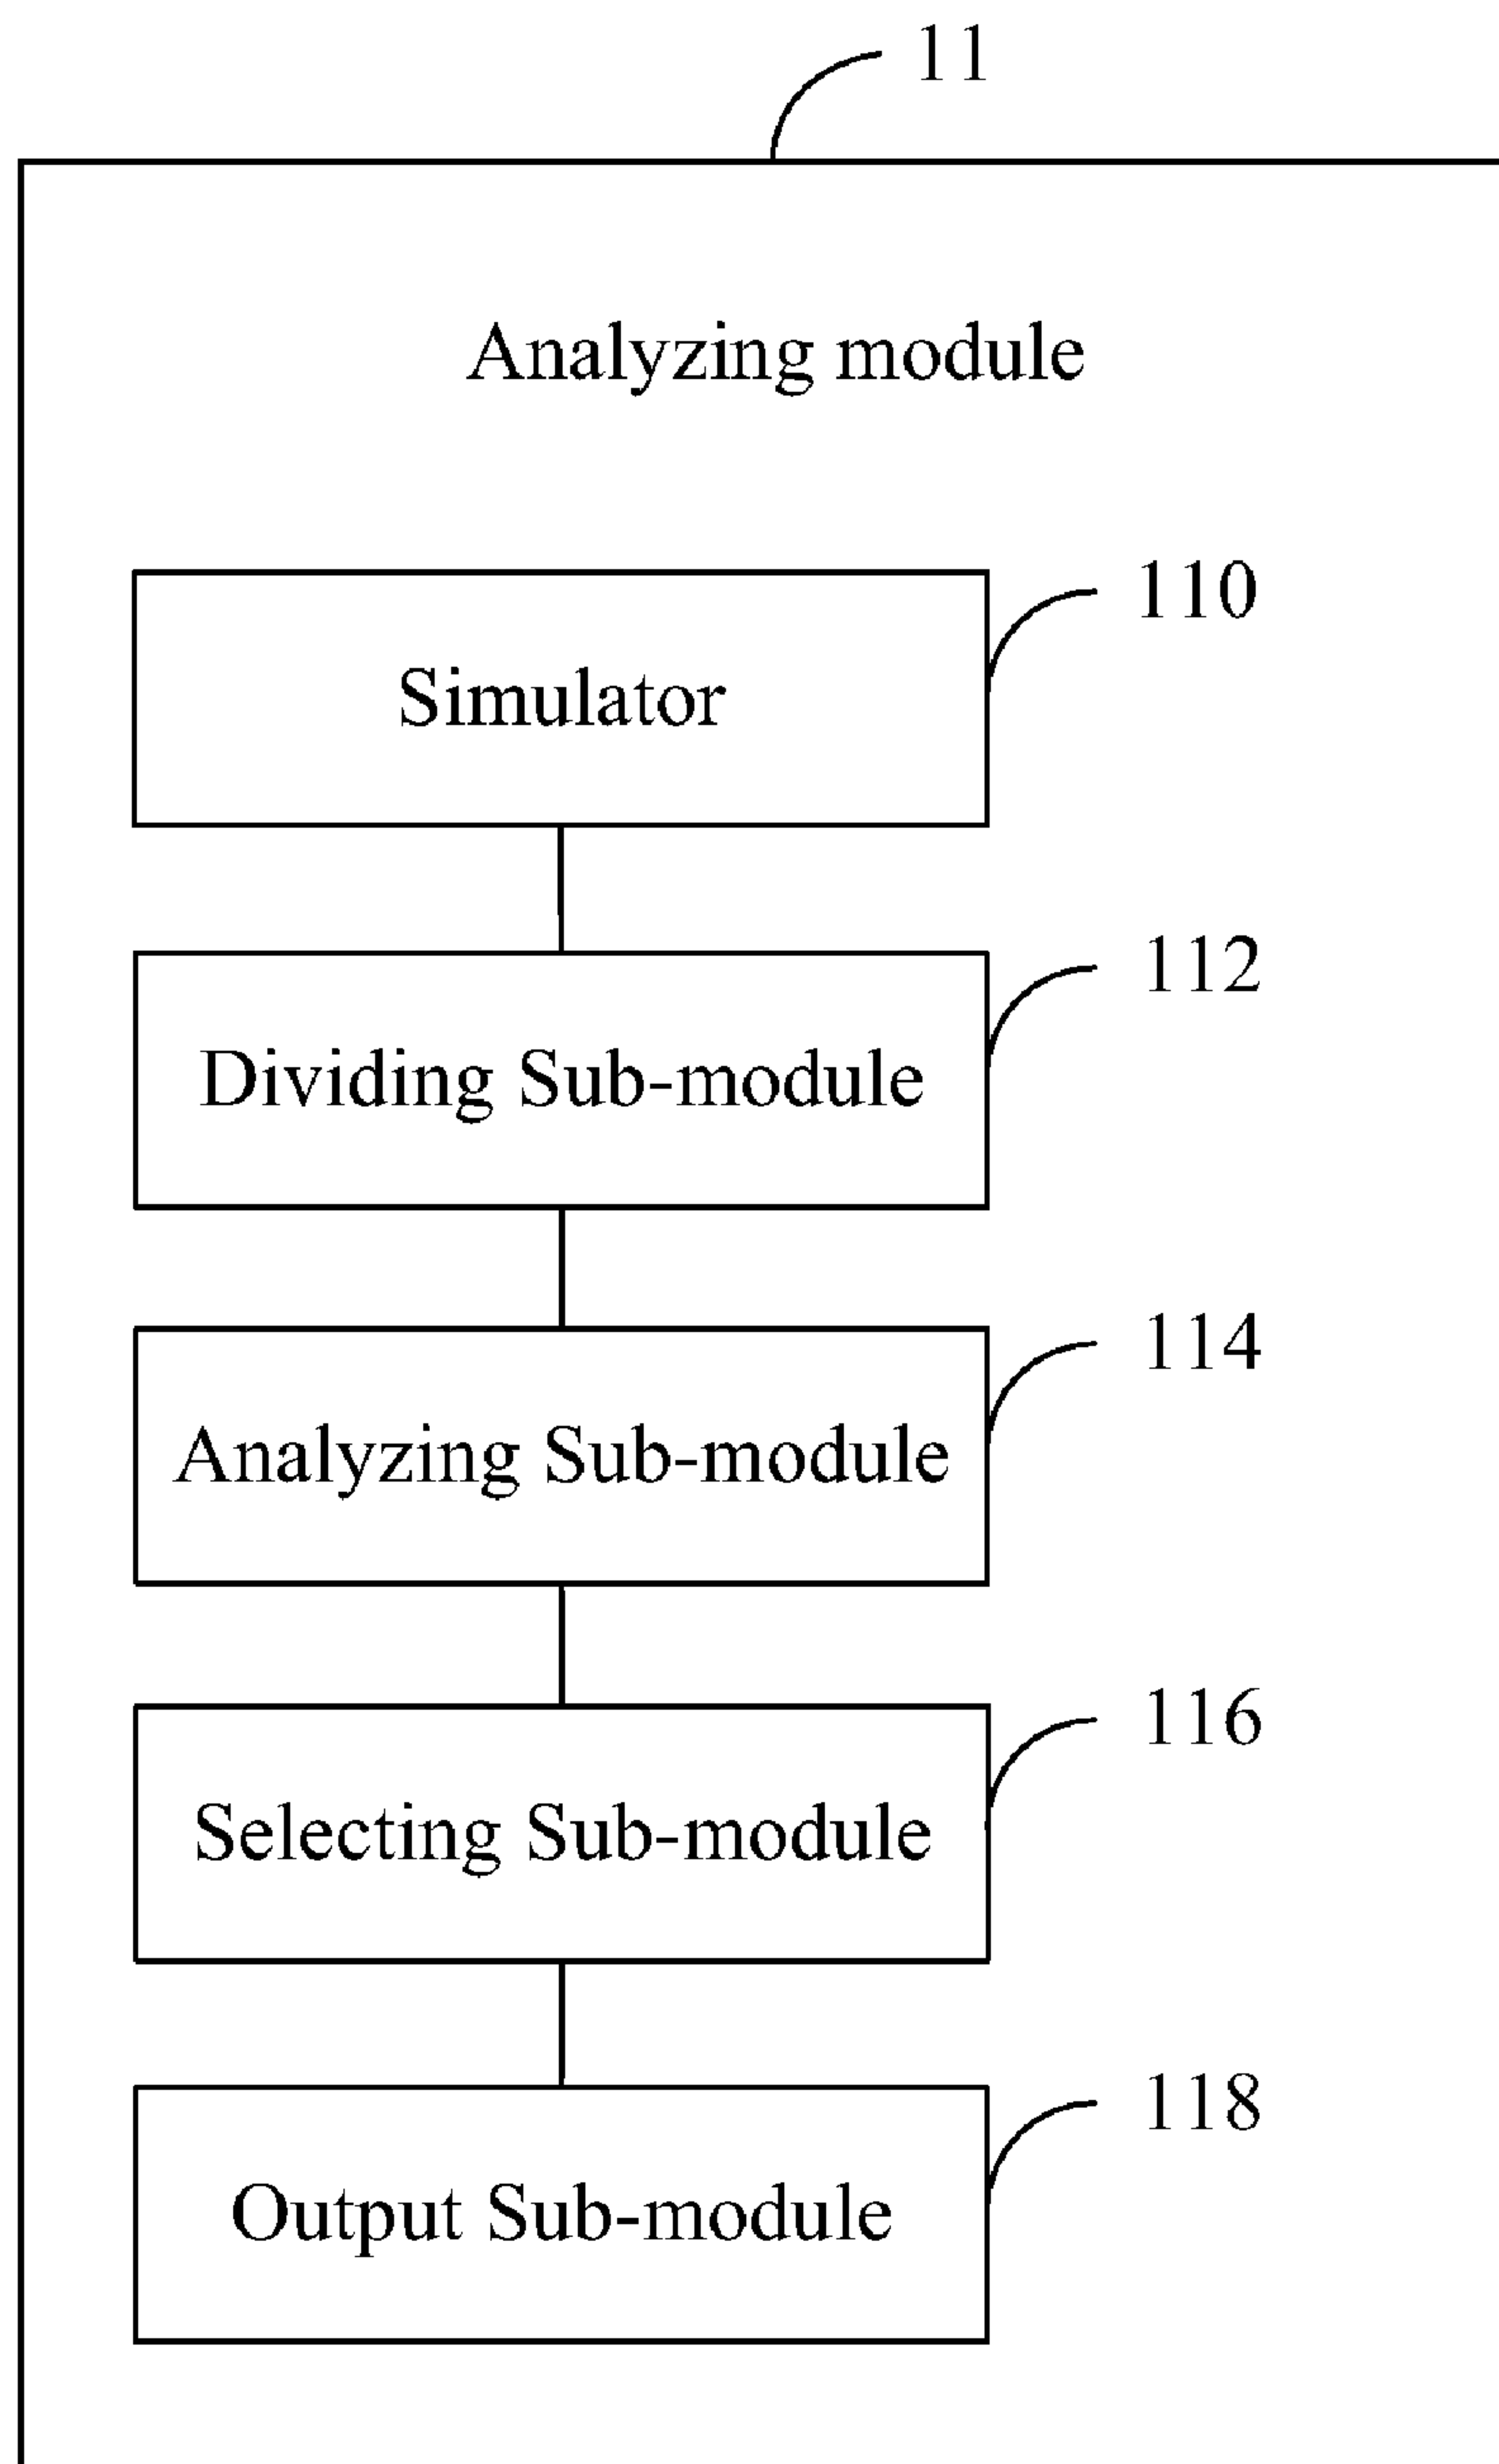 11
Analyzing module
110
Simulator
112
Dividing Sub-module
114
Analyzing Sub-module
116
Selecting Sub-module
118
Output Sub-module